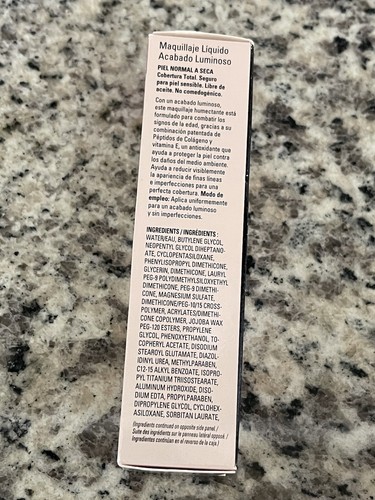 Maquillaje Líquido
Acabado Luminoso
PIEL NORMAL A SECA
Cobertura Total. Seguro
para piel sensible. Libre de
aceite. No comedogénico.
Con un acabado luminoso,
este maquillaje humectante está
formulado para combatir los
signos de la edad, gracias a su
combinación patentada de
Péptidos de Colágeno y
vitamina E, un antioxidante que
ayuda a proteger la piel contra
los daños del medio ambiente.
Ayuda a reducir visiblemente
la apariencia de finas líneas
e imperfecciones para una
perfecta cobertura. Modo de
empleo: Aplica uniformemente
para un acabado luminoso
y sin imperfecciones.
INGREDIENTS / INGRÉDIENTS :
WATER/EAU, BUTYLENE GLYCOL,
NEOPENTYL GLYCOL DIHEPTANO-
ATE, CYCLOPENTASILOXANE,
PHENYLISOPROPYL DIMETHICONE,
GLYCERIN, DIMETHICONE, LAURYL
PEG-9 POLYDIMETHYLSILOXYETHYL
DIMETHICONE, PEG-9 DIMETHI-
CONE, MAGNESIUM SULFATE,
DIMETHICONE/PEG-10/15 CROSS-
POLYMER, ACRYLATES/DIMETHI-
CONE COPOLYMER, JOJOBA WAX
PEG-120 ESTERS, PROPYLENE
GLYCOL, PHENOXYETHANOL, TO-
COPHERYL ACETATE, DISODIUM
STEAROYL GLUTAMATE, DIAZOL-
IDINYL UREA, METHYLPARABEN,
C12-15 ALKYL BENZOATE, ISOPRO-
PYL TITANIUM TRIISOSTEARATE,
ALUMINUM HYDROXIDE, DISO-
DIUM EDTA, PROPYLPARABEN,
DIPROPYLENE GLYCOL, CYCLOHEX-
ASILOXANE, SORBITAN LAURATE,
(Ingredients continued on opposite side panel. /
Suite des ingrédients sur le panneau latéral opposé. /
Ingredientes continúan en el reverso de la caja.)